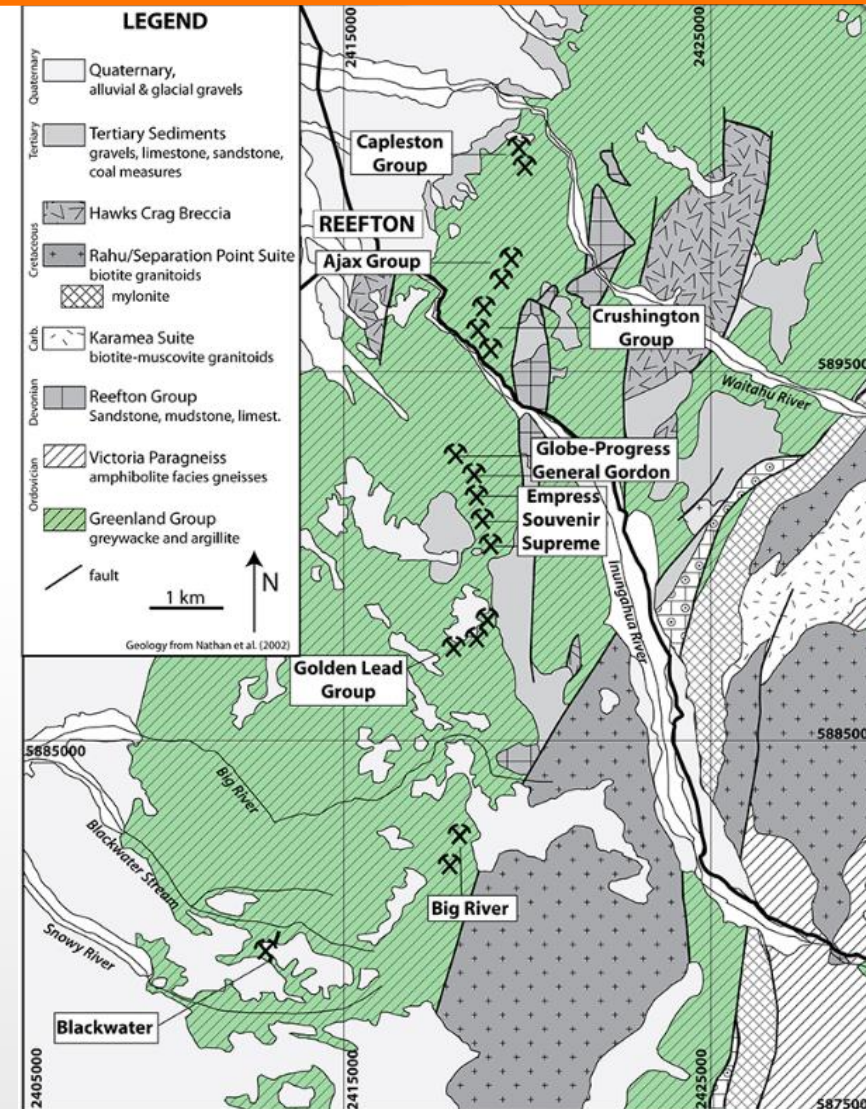 LEGEND
Quaternary
Quaternary,
alluvial & glacial gravels
Tertiary
Tertiary Sediments
gravels, limestone, sandstone,
coal measures
Cretaceous
Hawks Crag Breccia
Rahu/Separation Point Suite
biotite granitoids
mylonite
Carb.
Karamea Suite
biotite-muscovite granitoids
Devonian
Reefton Group
Sandstone, mudstone, limest.
Ordovician
Victoria Paragneiss
amphibolite facies gneisses
Greenland Group
greywacke and argillite
fault
1 km
N
Geology from Nathan et al. (2002)
2415000
2425000
Capleston
Group
REEFTON
Ajax Group
Crushington
Group
589500
Waitahu River
Globe-Progress
General Gordon
Empress
Souvenir
Supreme
Inungahua River
Golden Lead
Group
5885000
588500
Big River
Blackwater Stream
Snowy River
Big River
Blackwater
2405000
2415000
2425000
587500